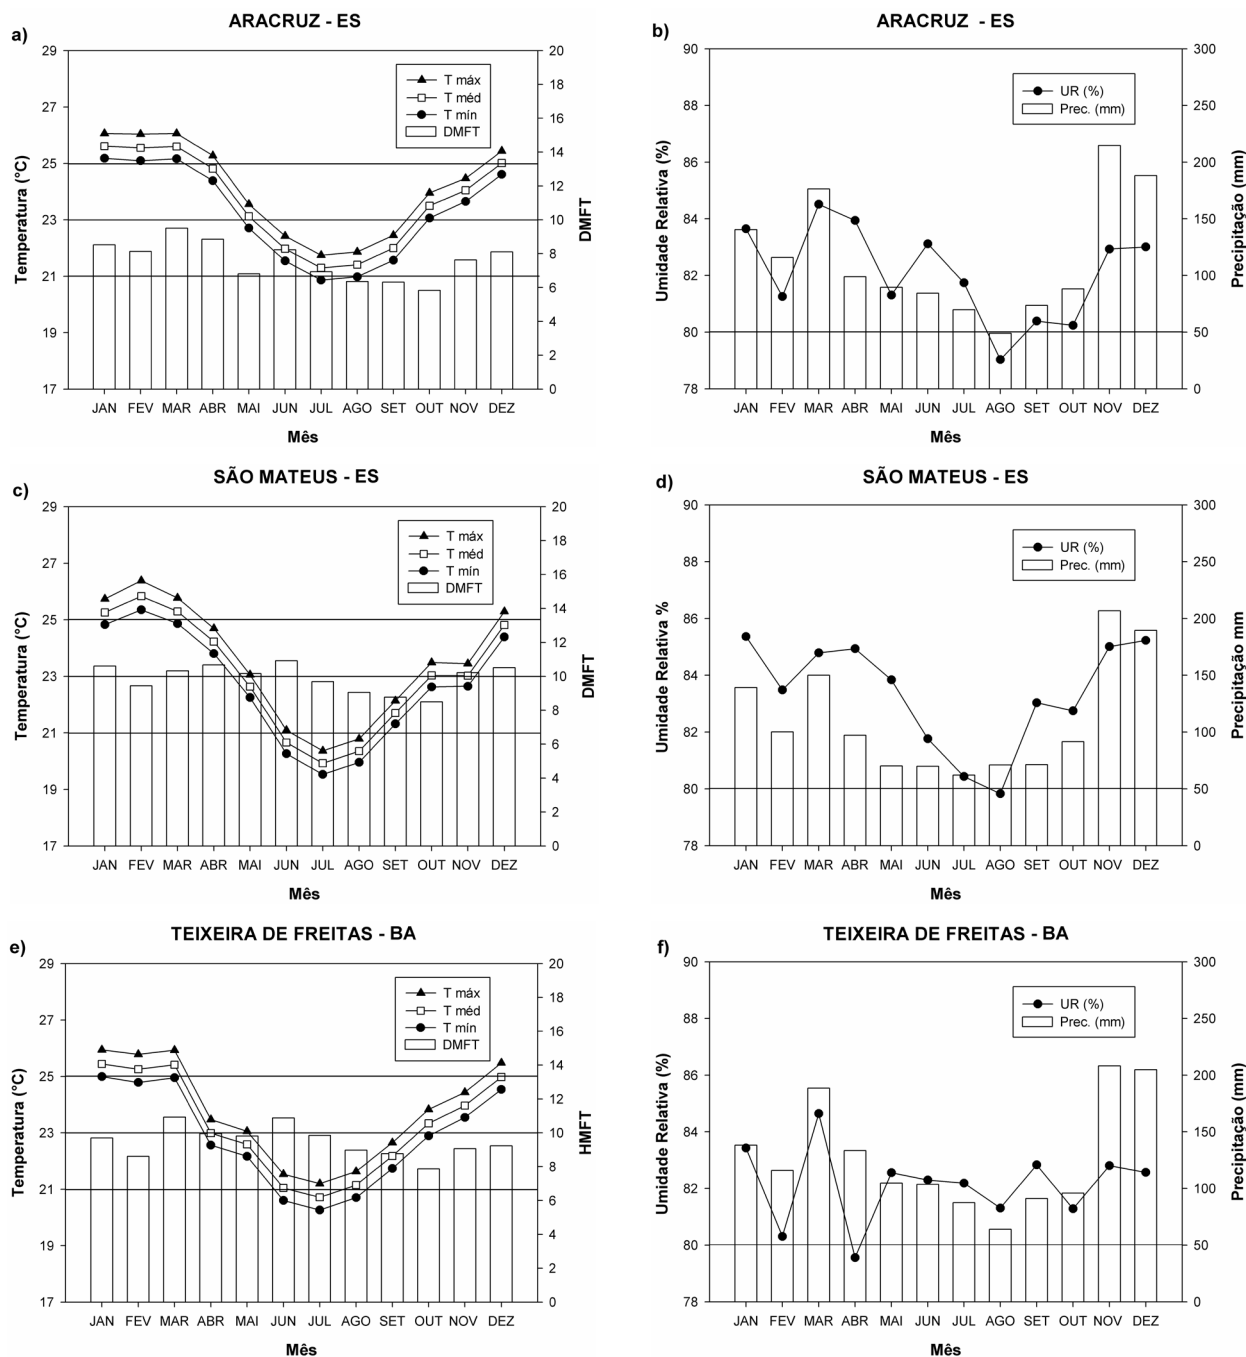 ARACRUZ - ES
a)
29
27
25
23
21
19
17
Temperatura (°C)
T máx
T méd
T mín
DMFT
20
18
16
14
12
10
8
6
4
2
0
DMFT
JAN FEV MAR ABR MAI JUN JUL AGO SET OUT NOV DEZ
Mês
ARACRUZ - ES
b)
90
88
86
84
82
80
78
Umidade Relativa (%)
UR (%)
Prec. (mm)
300
250
200
150
100
50
0
Precipitação (mm)
JAN FEV MAR ABR MAI JUN JUL AGO SET OUT NOV DEZ
Mês
SÃO MATEUS - ES
c)
29
27
25
23
21
19
17
Temperatura (°C)
T máx
T méd
T mín
DMFT
20
18
16
14
12
10
8
6
4
2
0
DMFT
JAN FEV MAR ABR MAI JUN JUL AGO SET OUT NOV DEZ
Mês
SÃO MATEUS - ES
d)
90
88
86
84
82
80
78
Umidade Relativa %
UR (%)
Prec. (mm)
300
250
200
150
100
50
0
Precipitação mm
JAN FEV MAR ABR MAI JUN JUL AGO SET OUT NOV DEZ
Mês
TEIXEIRA DE FREITAS - BA
e)
29
27
25
23
21
19
17
Temperatura (°C)
T máx
T méd
T mín
DMFT
20
18
16
14
12
10
8
6
4
2
0
HMFT
JAN FEV MAR ABR MAI JUN JUL AGO SET OUT NOV DEZ
Mês
TEIXEIRA DE FREITAS - BA
f)
90
88
86
84
82
80
78
Umidade Relativa (%)
UR (%)
Prec. (mm)
300
250
200
150
100
50
0
Precipitação (mm)
JAN FEV MAR ABR MAI JUN JUL AGO SET OUT NOV DEZ
Mês